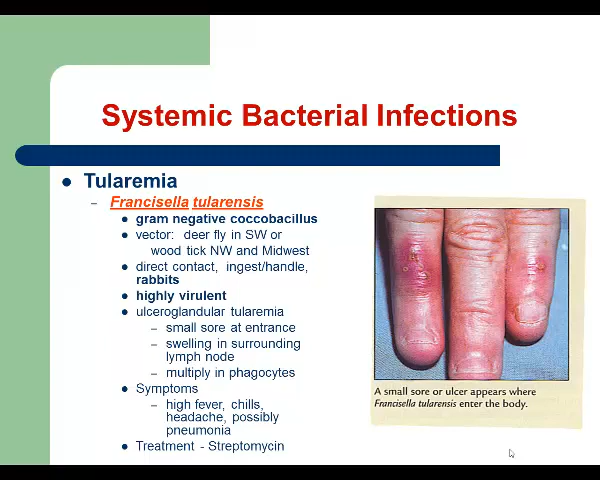 Systemic Bacterial Infections
Tularemia
– Francisella tularensis
gram negative coccobacillus
vector: deer fly in SW or
wood tick NW and Midwest
direct contact, ingest/handle,
rabbits
highly virulent
ulceroglandular tularemia
– small sore at entrance
– swelling in surrounding
lymph node
– multiply in phagocytes
Symptoms
– high fever, chills,
headache, possibly
pneumonia
Treatment - Streptomycin
A small sore or ulcer appears where
Francisella tularensis enter the body.